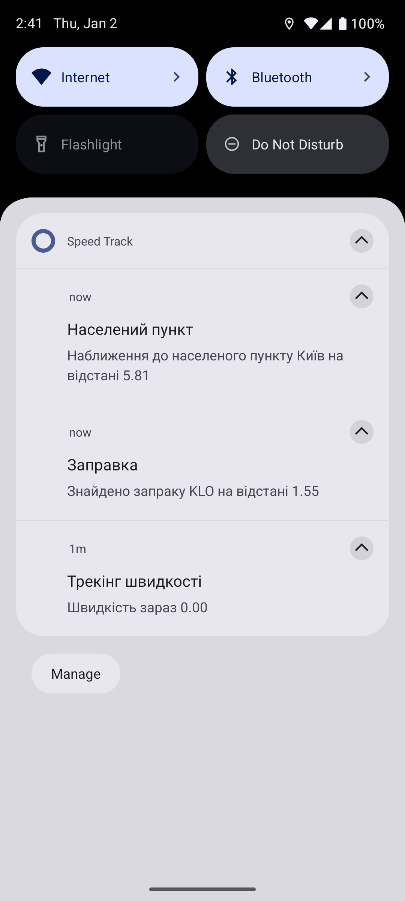 2:41 Thu, Jan 2 100%
Internet
Bluetooth
Flashlight
Do Not Disturb
Speed Track
now
Населений пункт
Наближення до населеного пункту Київ на
відстані 5.81
now
Заправка
Знайдено запраку KLO на відстані 1.55
1m
Трекінг швидкості
Швидкість зараз 0.00
Manage